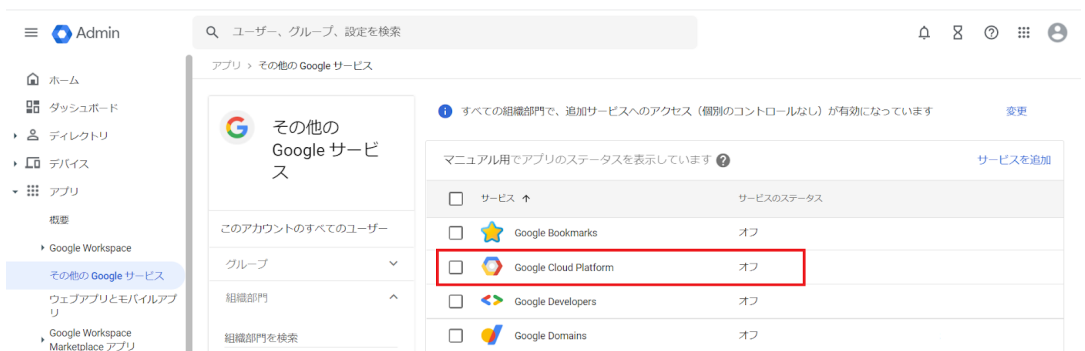 Admin
ユーザー、グループ、設定を検索
ホーム
ダッシュボード
ディレクトリ
デバイス
アプリ
概要
Google Workspace
その他の Google サービス
ウェブアプリとモバイルアプ
リ
Google Workspace
Marketplace アプリ
アプリ > その他の Google サービス
その他の
Google サービ
ス
このアカウントのすべてのユーザー
グループ
組織部門
組織部門を検索
すべての組織部門で、追加サービスへのアクセス（個別のコントロールなし）が有効になっています 変更
マニュアル用でアプリのステータスを表示しています サービスを追加
サービス ↑ サービスのステータス
Google Bookmarks オフ
Google Cloud Platform オフ
Google Developers オフ
Google Domains オフ